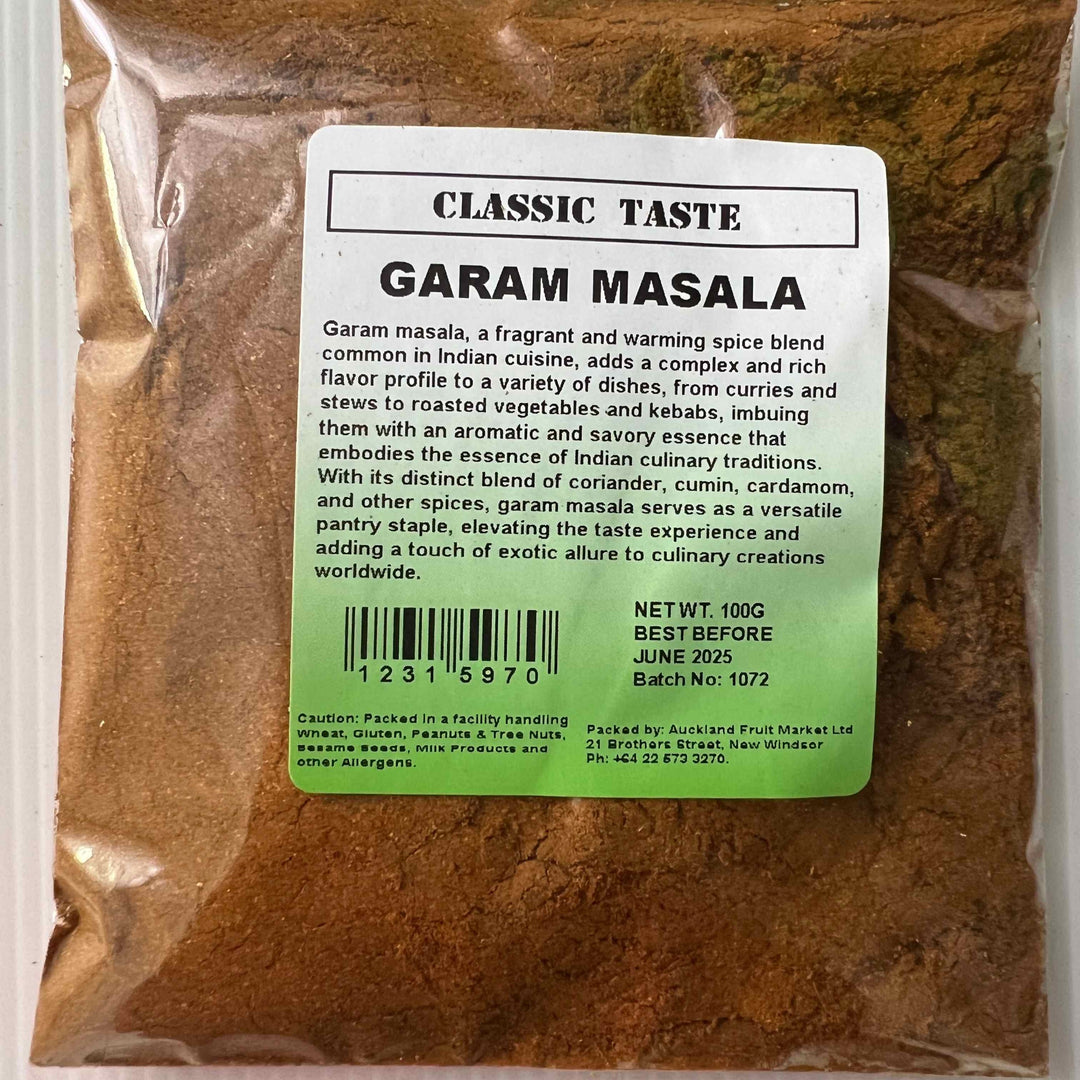 CLASSIC TASTE
GARAM MASALA
Garam masala, a fragrant and warming spice blend
common in Indian cuisine, adds a complex and rich
flavor profile to a variety of dishes, from curries and
stews to roasted vegetables and kebabs, imbuing
them with an aromatic and savory essence that
embodies the essence of Indian culinary traditions.
With its distinct blend of coriander, cumin, cardamom,
and other spices, garam masala serves as a versatile
pantry staple, elevating the taste experience and
adding a touch of exotic allure to culinary creations
worldwide.
1231 5970
NET WT. 100G
BEST BEFORE
JUNE 2025
Batch No: 1072
Caution: Packed in a facility handling
Wheat, Gluten, Peanuts & Tree Nuts,
Sesame Seeds, Milk Products and
other Allergens.
Packed by: Auckland Fruit Market Ltd
21 Brothers Street, New Windsor
Ph: +64 22 573 3270.